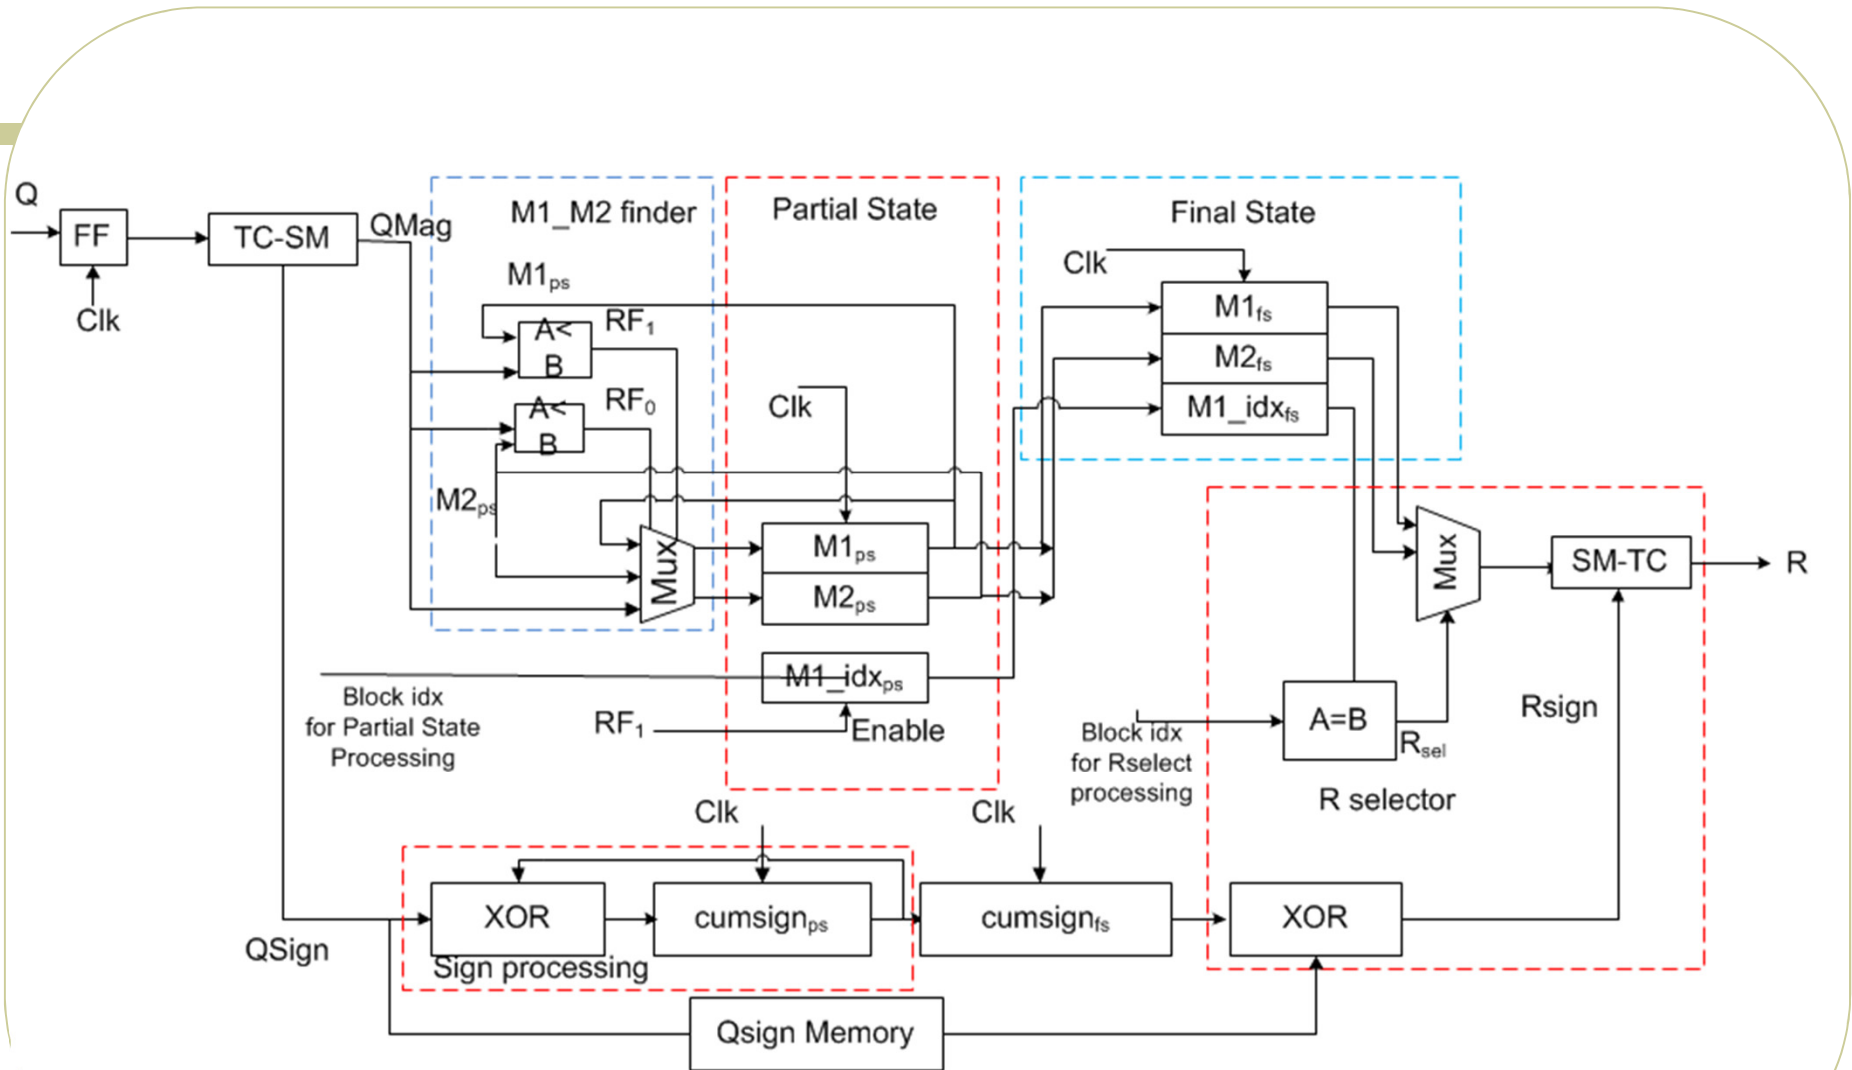 Q
FF
Clk
TC-SM
QMag
M1_M2 finder
M1ps
A<
B
RF1
A<
B
RF0
M2ps
Mux
Partial State
Clk
M1ps
M2ps
M1_idxps
Block idx
for Partial State
Processing
RF1
Enable
Final State
Clk
M1fs
M2fs
M1_idxfs
Mux
SM-TC
R
Block idx
for Rselect
processing
A=B
Rsel
R selector
Rsign
Clk
Clk
QSign
XOR
cumsignps
Sign processing
cumsignfs
XOR
Qsign Memory